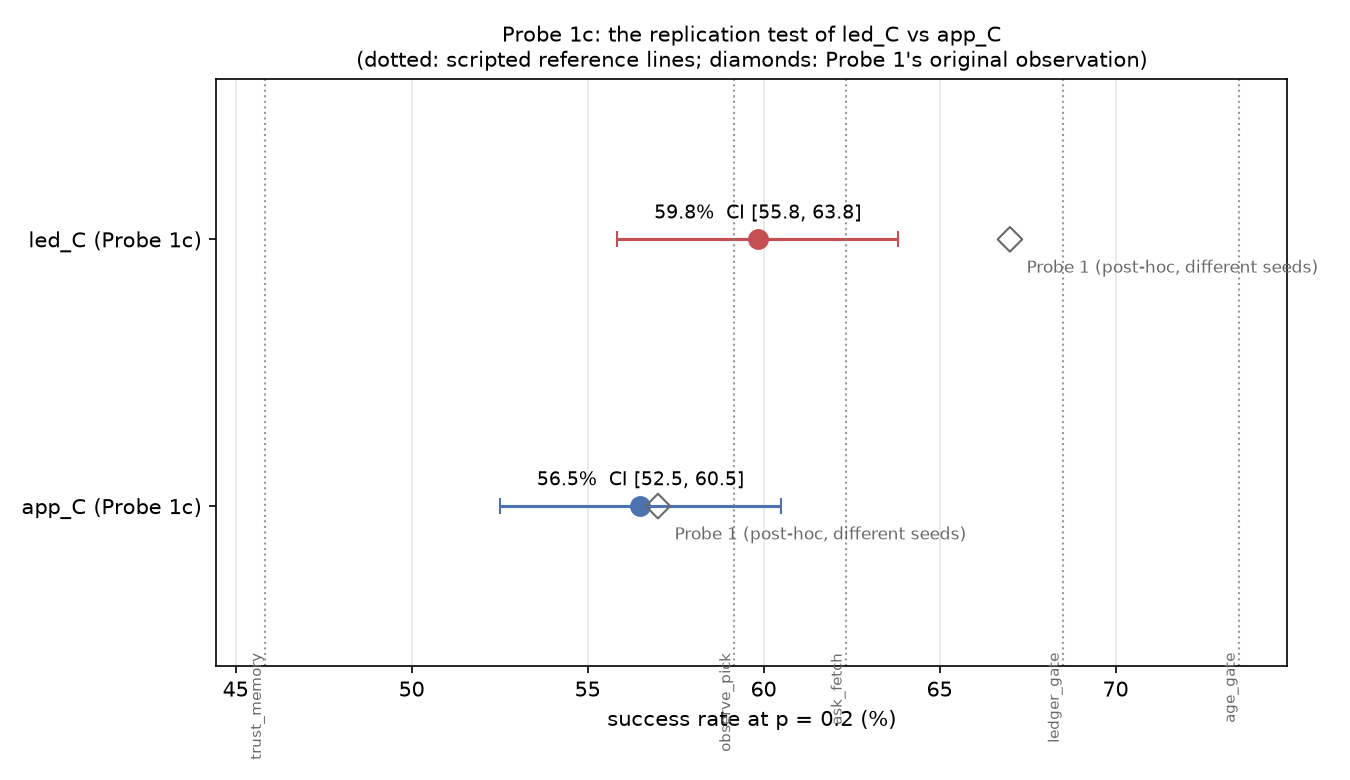 Probe 1c: the replication test of led_C vs app_C
(dotted: scripted reference lines; diamonds: Probe 1's original observation)
59.8%  CI [55.8, 63.8]
led_C (Probe 1c)
Probe 1 (post-hoc, different seeds)
56.5%  CI [52.5, 60.5]
app_C (Probe 1c)
Probe 1 (post-hoc, different seeds)
trust_memory
observe_pick
ask_fetch
ledger_gate
age_gate
45 50 55 60 65 70
success rate at p = 0.2 (%)